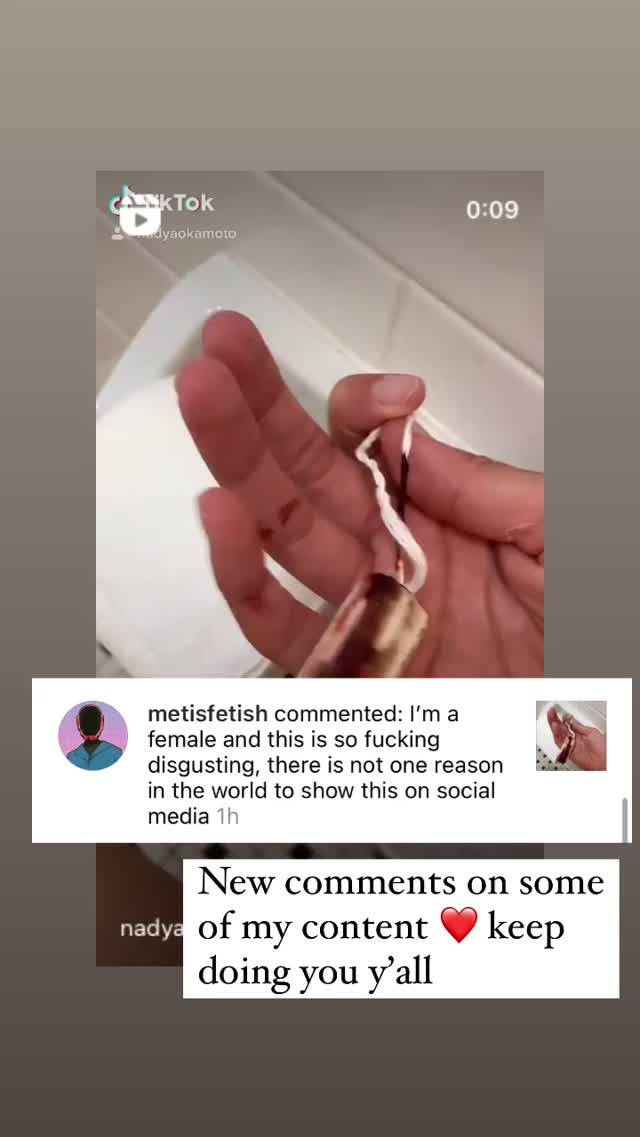 TikTok
0:09
nadyaokamoto
metisfetish commented: I'm a
female and this is so fucking
disgusting, there is not one reason
in the world to show this on social
media 1h
nadya
New comments on some
of my content ❤️ keep
doing you y'all